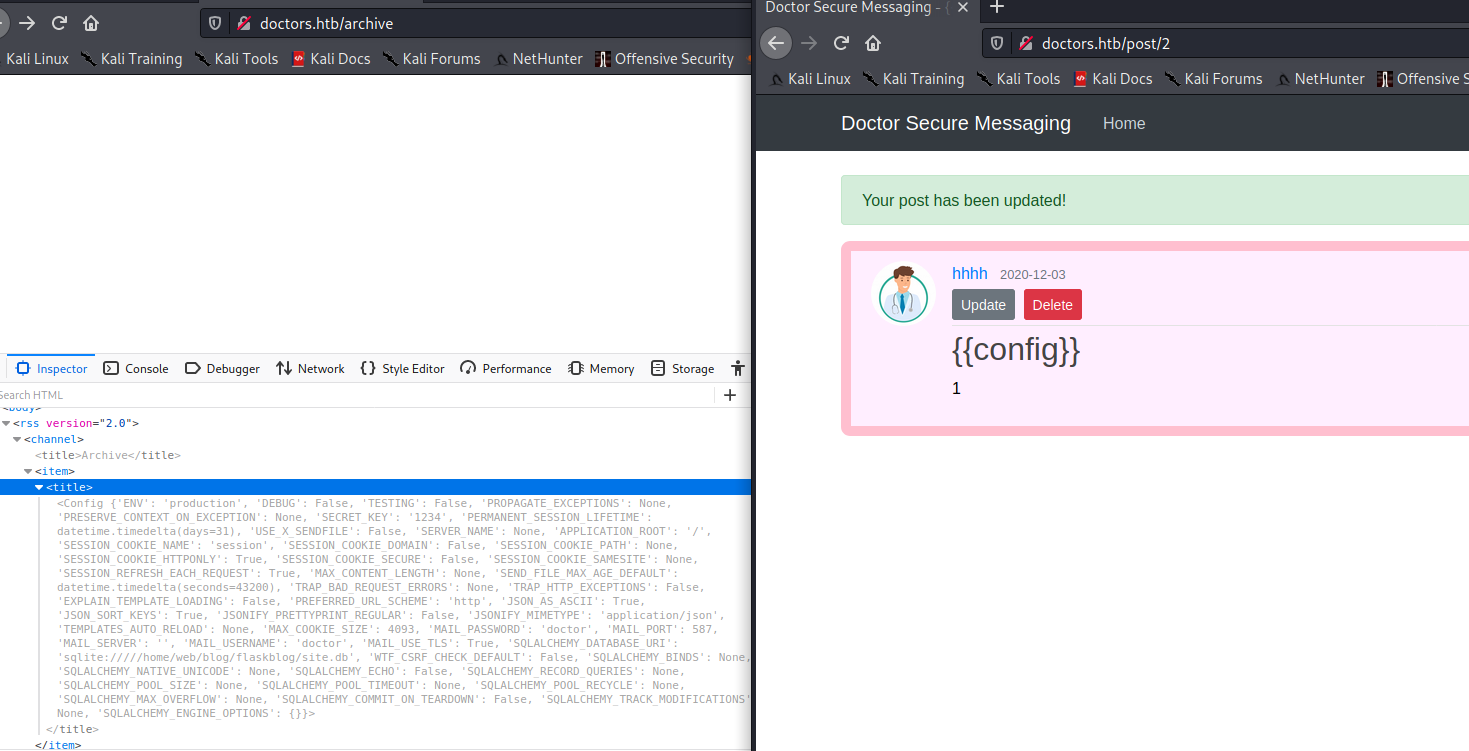 doctors.htb/archive
Kali Linux Kali Training Kali Tools Kali Docs Kali Forums NetHunter Offensive Security
Inspector Console Debugger Network Style Editor Performance Memory Storage
Search HTML
<body>
<rss version="2.0">
<channel>
<title>Archive</title>
<item>
<title>
<Config {'ENV': 'production', 'DEBUG': False, 'TESTING': False, 'PROPAGATE_EXCEPTIONS': None,
'PRESERVE_CONTEXT_ON_EXCEPTION': None, 'SECRET_KEY': '1234', 'PERMANENT_SESSION_LIFETIME':
datetime.timedelta(days=31), 'USE_X_SENDFILE': False, 'SERVER_NAME': None, 'APPLICATION_ROOT': '/',
'SESSION_COOKIE_NAME': 'session', 'SESSION_COOKIE_DOMAIN': False, 'SESSION_COOKIE_PATH': None,
'SESSION_COOKIE_HTTPONLY': True, 'SESSION_COOKIE_SECURE': False, 'SESSION_COOKIE_SAMESITE': None,
'SESSION_REFRESH_EACH_REQUEST': True, 'MAX_CONTENT_LENGTH': None, 'SEND_FILE_MAX_AGE_DEFAULT':
datetime.timedelta(seconds=43200), 'TRAP_BAD_REQUEST_ERRORS': None, 'TRAP_HTTP_EXCEPTIONS': False,
'EXPLAIN_TEMPLATE_LOADING': False, 'PREFERRED_URL_SCHEME': 'http', 'JSON_AS_ASCII': True,
'JSON_SORT_KEYS': True, 'JSONIFY_PRETTYPRINT_REGULAR': False, 'JSONIFY_MIMETYPE': 'application/json',
'TEMPLATES_AUTO_RELOAD': None, 'MAX_COOKIE_SIZE': 4093, 'MAIL_PASSWORD': 'doctor', 'MAIL_PORT': 587,
'MAIL_SERVER': '', 'MAIL_USERNAME': 'doctor', 'MAIL_USE_TLS': True, 'SQLALCHEMY_DATABASE_URI':
'sqlite://///home/web/blog/flaskblog/site.db', 'WTF_CSRF_CHECK_DEFAULT': False, 'SQLALCHEMY_BINDS': None,
'SQLALCHEMY_NATIVE_UNICODE': None, 'SQLALCHEMY_ECHO': False, 'SQLALCHEMY_RECORD_QUERIES': None,
'SQLALCHEMY_POOL_SIZE': None, 'SQLALCHEMY_POOL_TIMEOUT': None, 'SQLALCHEMY_POOL_RECYCLE': None,
'SQLALCHEMY_MAX_OVERFLOW': None, 'SQLALCHEMY_COMMIT_ON_TEARDOWN': False, 'SQLALCHEMY_TRACK_MODIFICATIONS'
None, 'SQLALCHEMY_ENGINE_OPTIONS': {}}>
</title>
</item>
Doctor Secure Messaging - {
doctors.htb/post/2
Kali Linux Kali Training Kali Tools Kali Docs Kali Forums NetHunter Offensive S
Doctor Secure Messaging Home
Your post has been updated!
hhhh 2020-12-03
Update Delete
{{config}}
1